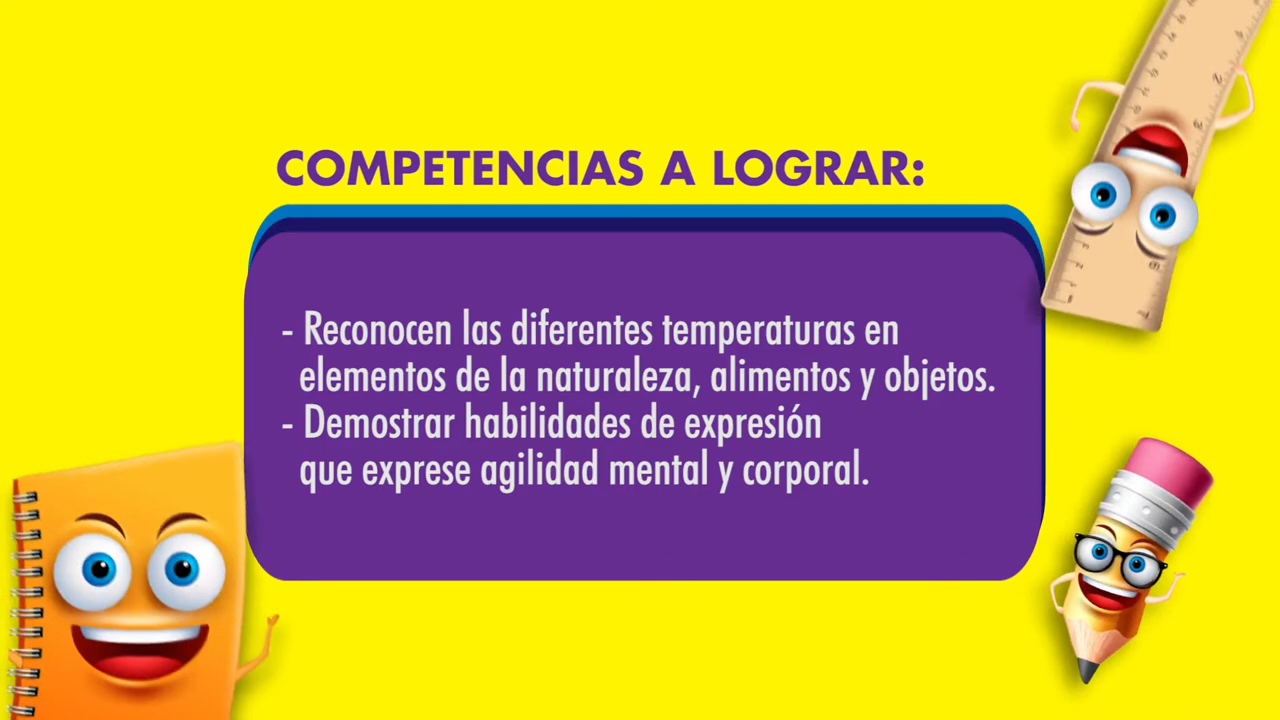 COMPETENCIAS A LOGRAR:
- Reconocen las diferentes temperaturas en
elementos de la naturaleza, alimentos y objetos.
- Demostrar habilidades de expresión
que exprese agilidad mental y corporal.